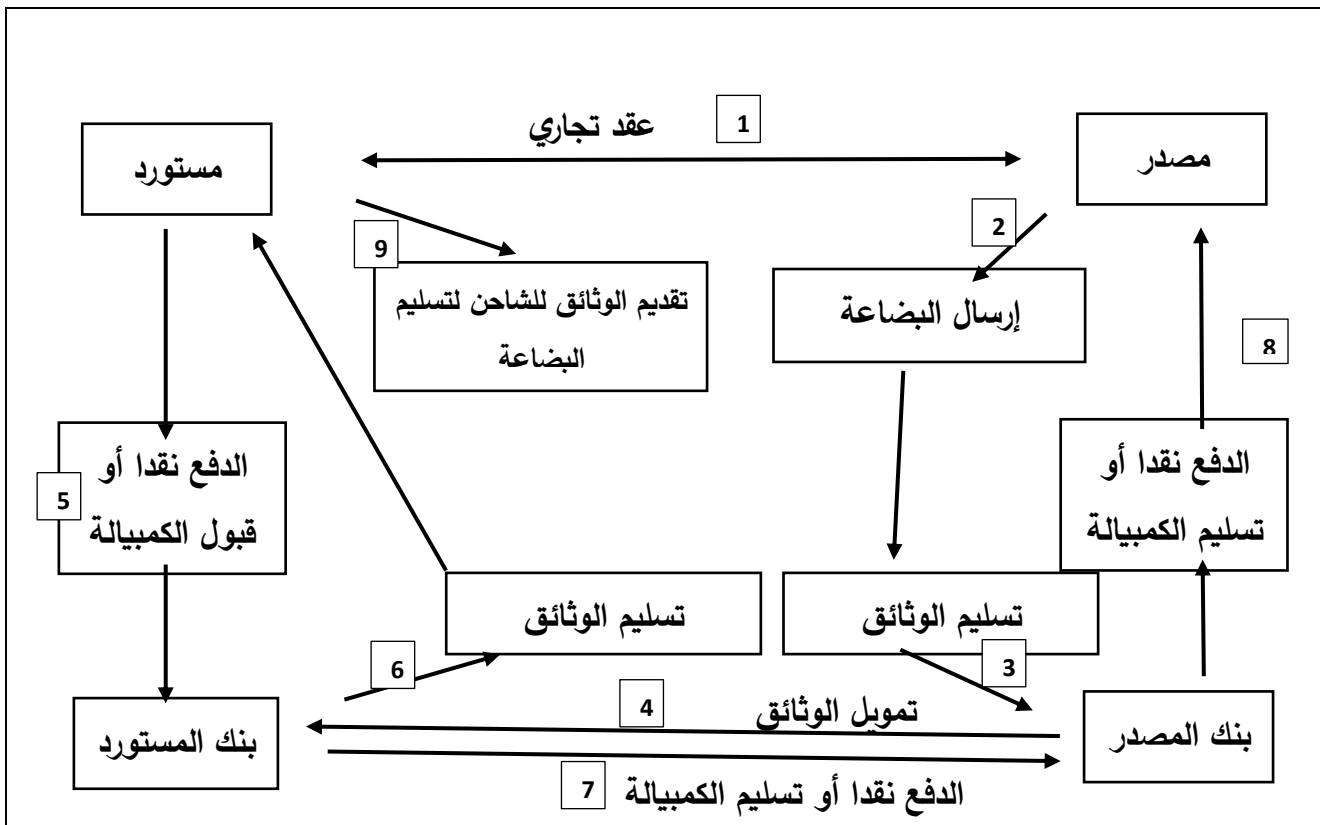 عقد تجاري
1
مصدر
مستورد
2
9
إرسال البضاعة
تقديم الوثائق للشاحن لتسليم
البضاعة
8
الدفع نقدا أو
تسليم الكمبيالة
الدفع نقدا أو
قبول الكمبيالة
5
تسليم الوثائق
تسليم الوثائق
3
6
تمويل الوثائق
4
بنك المصدر
بنك المستورد
الدفع نقدا أو تسليم الكمبيالة
7